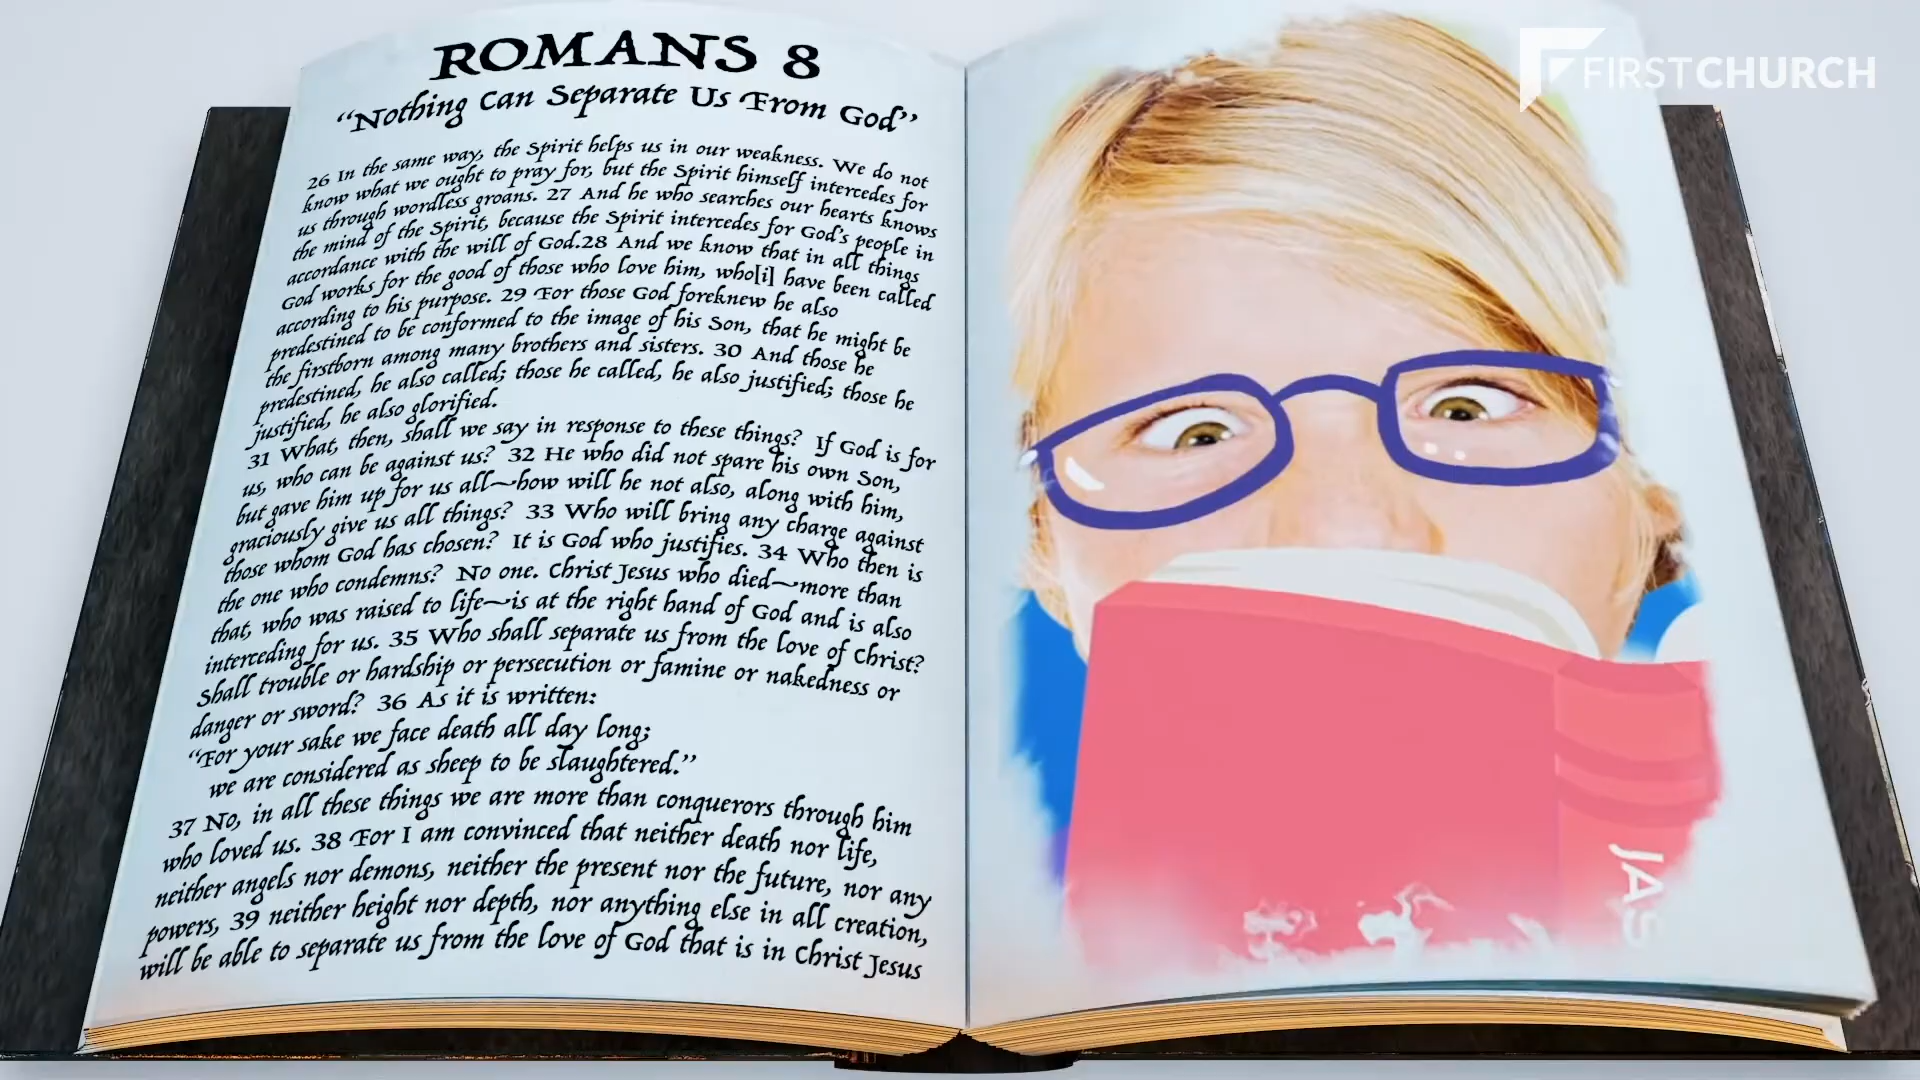 ROMANS 8
“Nothing Can Separate Us From God”
26 In the same way, the Spirit helps us in our weakness. We do not
know what we ought to pray for, but the Spirit himself intercedes for
us through wordless groans. 27 And he who searches our hearts knows
the mind of the Spirit, because the Spirit intercedes for God's people in
accordance with the will of God.28 And we know that in all things
God works for the good of those who love him, who[i] have been called
according to his purpose. 29 For those God foreknew he also
predestined to be conformed to the image of his Son, that he might be
the firstborn among many brothers and sisters. 30 And those he
predestined, he also called; those he called, he also justified; those he
justified, he also glorified.
31 What, then, shall we say in response to these things? If God is for
us, who can be against us? 32 He who did not spare his own Son,
but gave him up for us all—how will he not also, along with him,
graciously give us all things? 33 Who will bring any charge against
those whom God has chosen? It is God who justifies. 34 Who then is
the one who condemns? No one. Christ Jesus who died—more than
that, who was raised to life—is at the right hand of God and is also
interceding for us. 35 Who shall separate us from the love of Christ?
Shall trouble or hardship or persecution or famine or nakedness or
danger or sword? 36 As it is written:
“For your sake we face death all day long;
we are considered as sheep to be slaughtered.”
37 No, in all these things we are more than conquerors through him
who loved us. 38 For I am convinced that neither death nor life,
neither angels nor demons, neither the present nor the future, nor any
powers, 39 neither height nor depth, nor anything else in all creation,
will be able to separate us from the love of God that is in Christ Jesus
FIRSTCHURCH
JAS